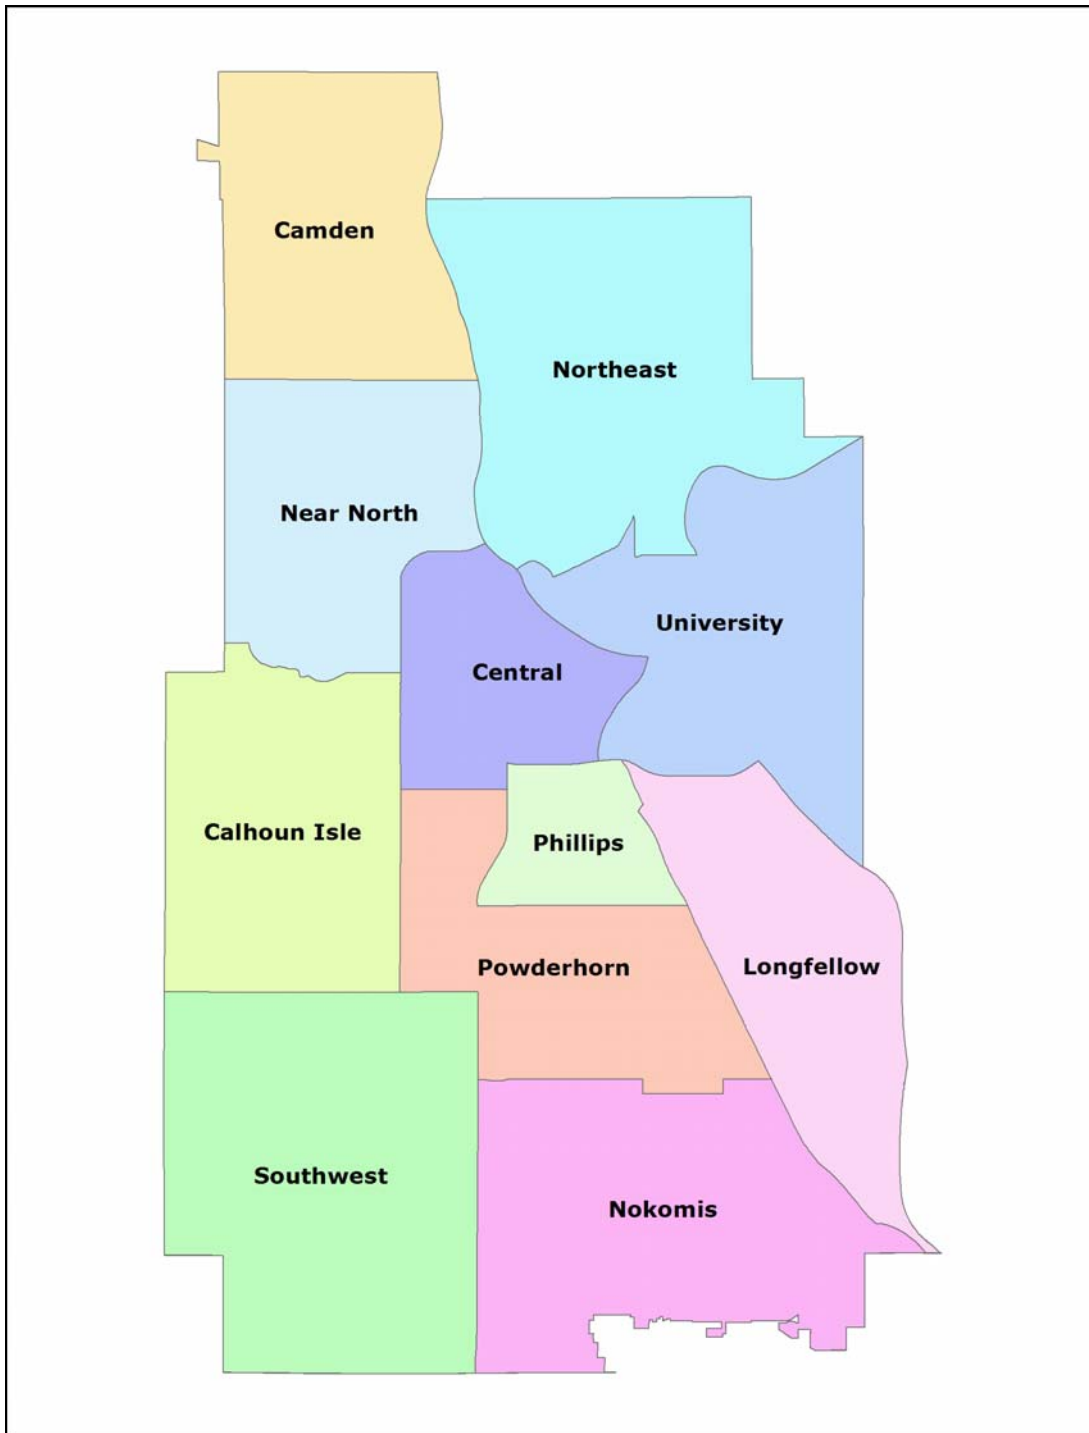 Camden
Northeast
Near North
University
Central
Calhoun Isle
Phillips
Powderhorn
Longfellow
Southwest
Nokomis